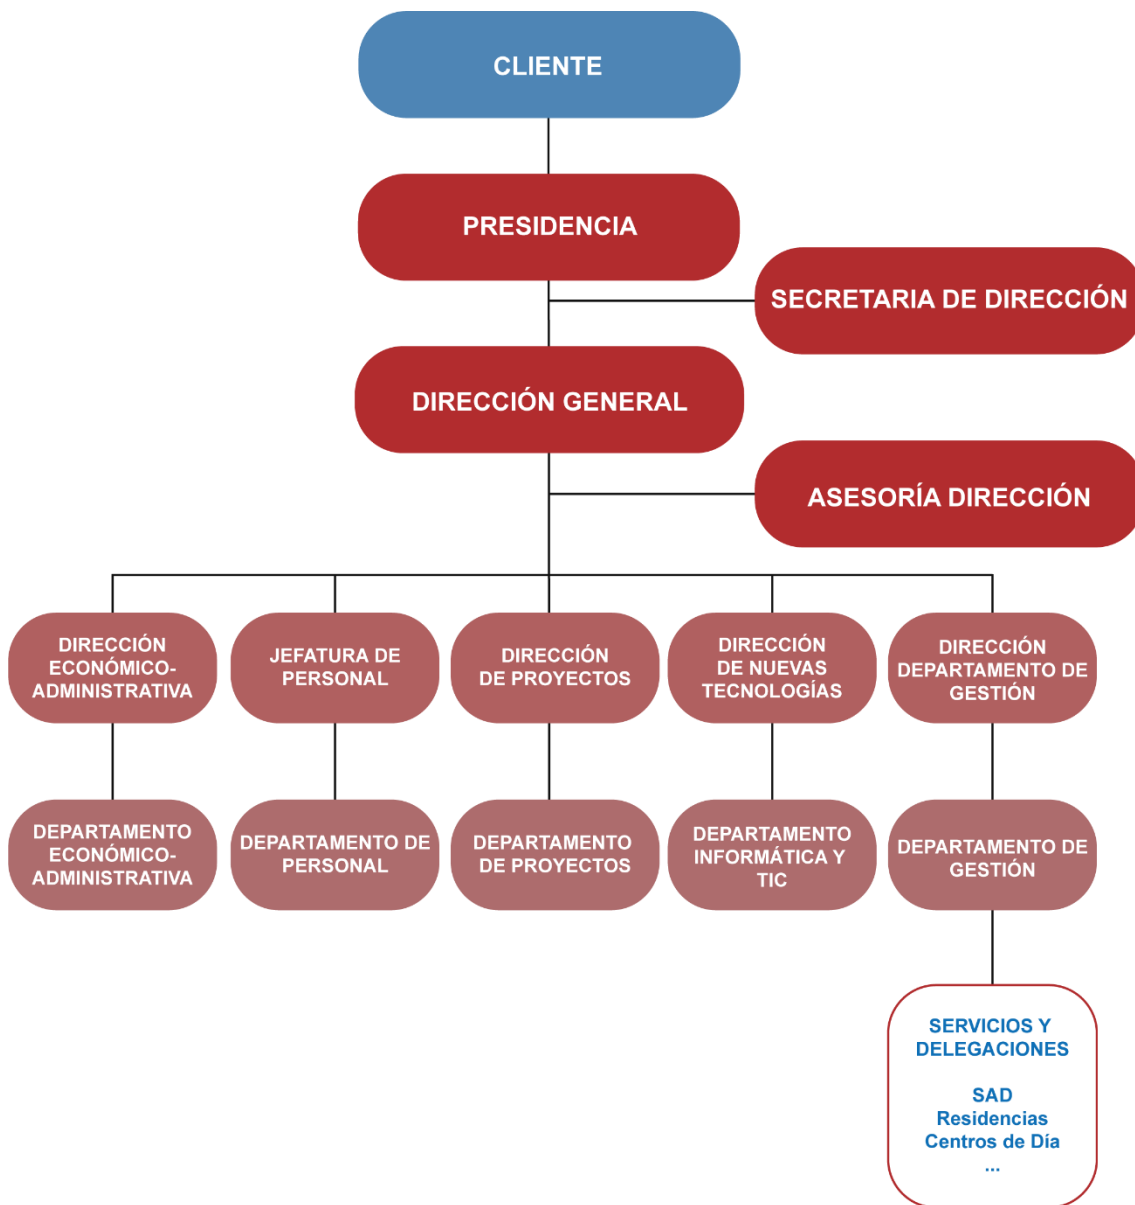 CLIENTE
PRESIDENCIA
SECRETARIA DE DIRECCIÓN
DIRECCIÓN GENERAL
ASESORÍA DIRECCIÓN
DIRECCIÓN
ECONÓMICO-
ADMINISTRATIVA
JEFATURA DE
PERSONAL
DIRECCIÓN
DE PROYECTOS
DIRECCIÓN
DE NUEVAS
TECNOLOGÍAS
DIRECCIÓN
DEPARTAMENTO DE
GESTIÓN
DEPARTAMENTO
ECONÓMICO-
ADMINISTRATIVA
DEPARTAMENTO DE
PERSONAL
DEPARTAMENTO
DE PROYECTOS
DEPARTAMENTO
INFORMÁTICA Y
TIC
DEPARTAMENTO DE
GESTIÓN
SERVICIOS Y
DELEGACIONES
SAD
Residencias
Centros de Día
...